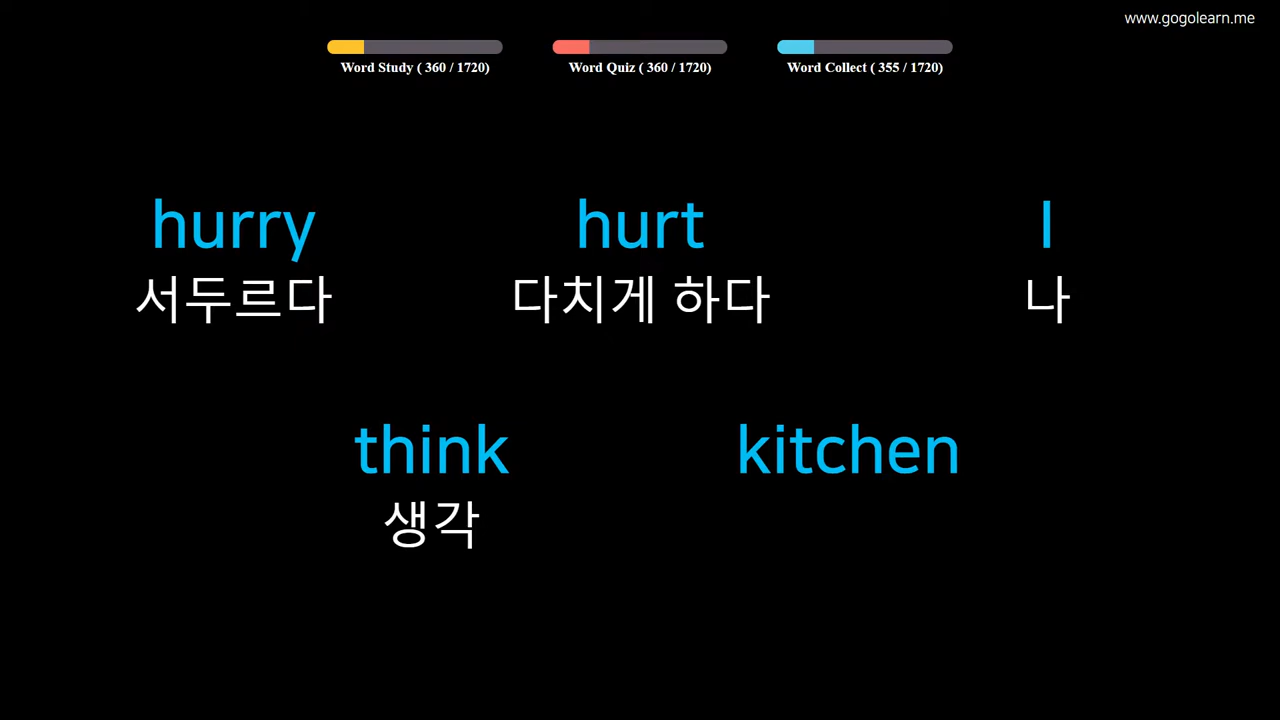 www.gogolearn.me
Word Study ( 360 / 1720)
Word Quiz ( 360 / 1720)
Word Collect ( 355 / 1720)
hurry
서두르다
hurt
다치게 하다
I
나
think
생각
kitchen